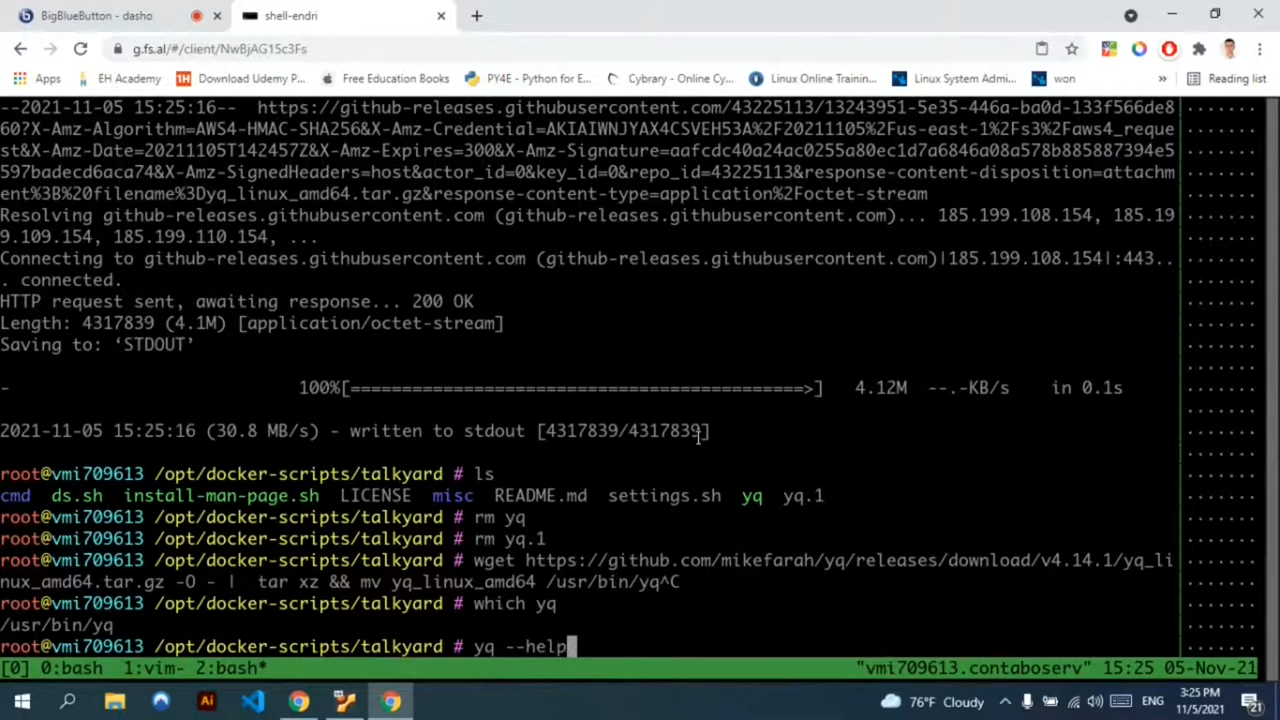 BigBlueButton - dasho
shell-endri
g.fs.al/#/client/NwBjAG15c3Fs
Apps EH Academy Download Udemy P... Free Education Books PY4E - Python for E... Cybrary - Online Cy... Linux Online Trainin... Linux System Admi... won » Reading list
--2021-11-05 15:25:16--  https://github-releases.githubusercontent.com/43225113/13243951-5e35-446a-ba0d-133f566de8
60?X-Amz-Algorithm=AWS4-HMAC-SHA256&X-Amz-Credential=AKIAIWNJYAX4CSVEH53A%2F20211105%2Fus-east-1%2Fs3%2Faws4_reque
st&X-Amz-Date=20211105T142457Z&X-Amz-Expires=300&X-Amz-Signature=aafcdc40a24ac0255a80ec1d7a6846a08a578b885887394e5
597badecd6aca74&X-Amz-SignedHeaders=host&actor_id=0&key_id=0&repo_id=43225113&response-content-disposition=attachm
ent%3B%20filename%3Dyq_linux_amd64.tar.gz&response-content-type=application%2Foctet-stream
Resolving github-releases.githubusercontent.com (github-releases.githubusercontent.com)... 185.199.108.154, 185.19
9.109.154, 185.199.110.154, ...
Connecting to github-releases.githubusercontent.com (github-releases.githubusercontent.com)|185.199.108.154|:443..
. connected.
HTTP request sent, awaiting response... 200 OK
Length: 4317839 (4.1M) [application/octet-stream]
Saving to: ‘STDOUT’
- 100%[============================================>] 4.12M --.-KB/s in 0.1s
2021-11-05 15:25:16 (30.8 MB/s) - written to stdout [4317839/4317839]
root@vmi709613 /opt/docker-scripts/talkyard # ls
cmd ds.sh install-man-page.sh LICENSE misc README.md settings.sh yq yq.1
root@vmi709613 /opt/docker-scripts/talkyard # rm yq
root@vmi709613 /opt/docker-scripts/talkyard # rm yq.1
root@vmi709613 /opt/docker-scripts/talkyard # wget https://github.com/mikefarah/yq/releases/download/v4.14.1/yq_li
nux_amd64.tar.gz -O - |  tar xz && mv yq_linux_amd64 /usr/bin/yq^C
root@vmi709613 /opt/docker-scripts/talkyard # which yq
/usr/bin/yq
root@vmi709613 /opt/docker-scripts/talkyard # yq --help
[0] 0:bash 1:vim- 2:bash* "vmi709613.contaboserv" 15:25 05-Nov-21
76°F Cloudy ENG 3:25 PM
11/5/2021 21